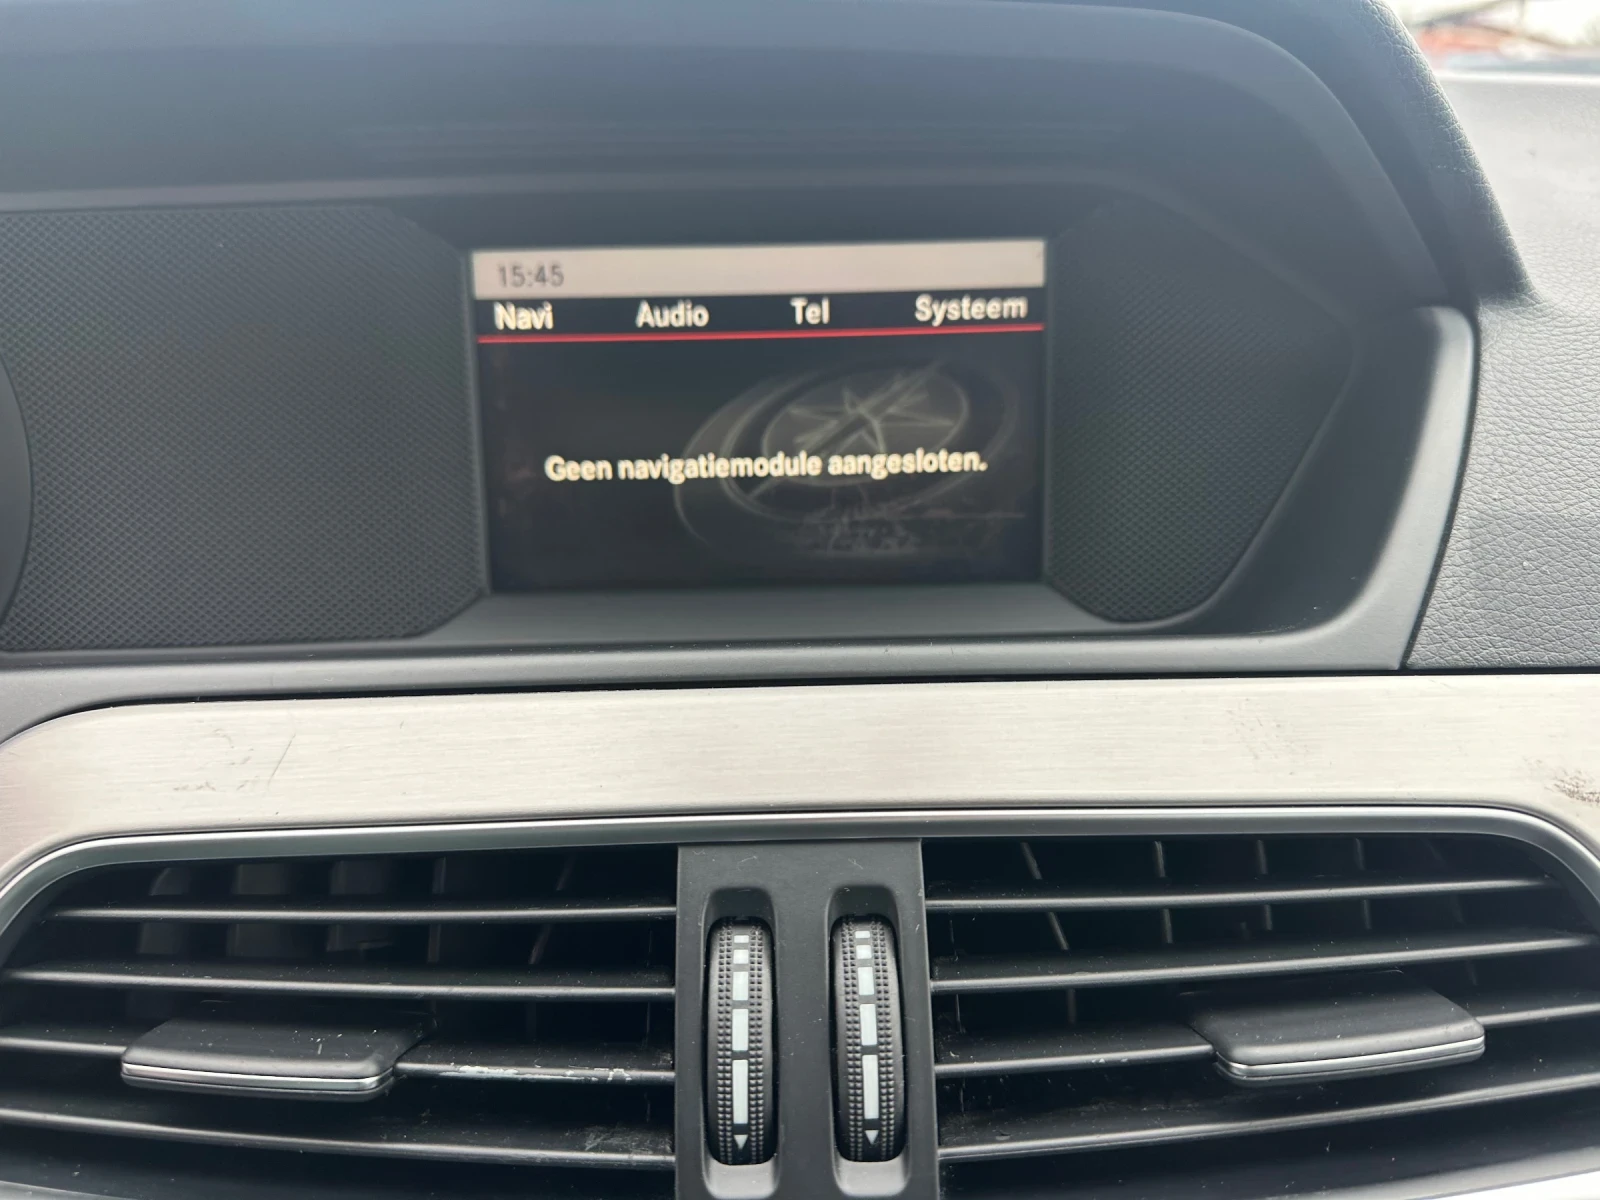 15:45
Navi Audio Tel Systeem
Geen navigatiemodule aangesloten.